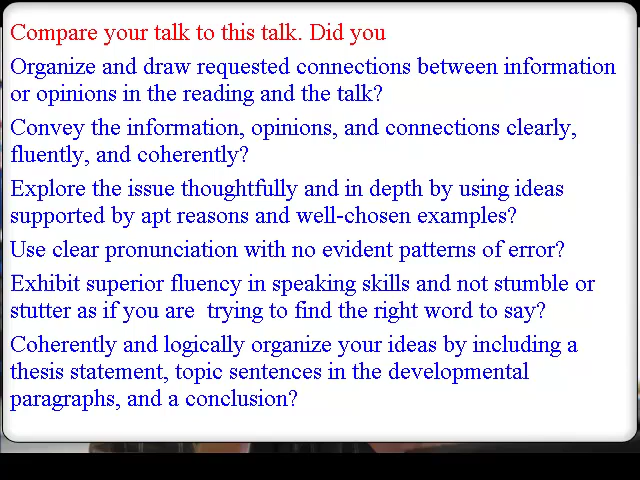 Compare your talk to this talk. Did you
Organize and draw requested connections between information
or opinions in the reading and the talk?
Convey the information, opinions, and connections clearly,
fluently, and coherently?
Explore the issue thoughtfully and in depth by using ideas
supported by apt reasons and well-chosen examples?
Use clear pronunciation with no evident patterns of error?
Exhibit superior fluency in speaking skills and not stumble or
stutter as if you are  trying to find the right word to say?
Coherently and logically organize your ideas by including a
thesis statement, topic sentences in the developmental
paragraphs, and a conclusion?